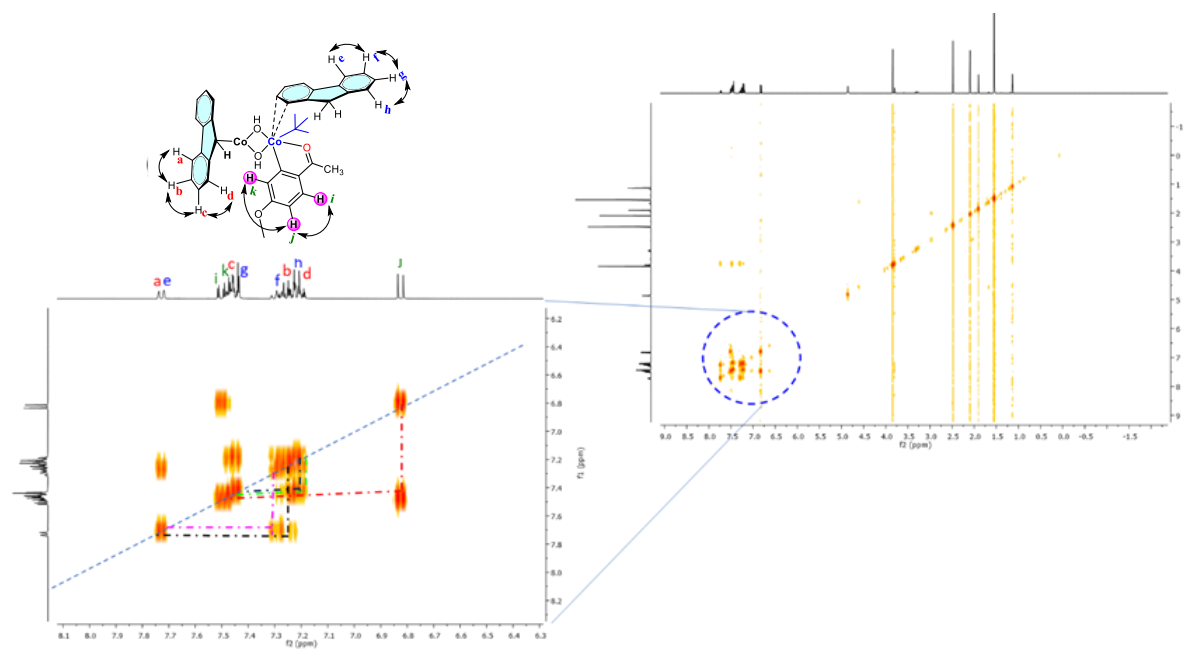 H e H f
H g
H h
H H
OH
Co Co
O H
O
CH₃
H
H a
H b
H c
H d
H k
H i
H j
O
a e i k c g f b h d J
6.2
6.4
6.6
6.8
7.0
7.2
7.4
7.6
7.8
8.0
8.2
f1 (ppm)
8.1 8.0 7.9 7.8 7.7 7.6 7.5 7.4 7.3 7.2 7.1 7.0 6.9 6.8 6.7 6.6 6.5 6.4 6.3
f2 (ppm)
-1
0
1
2
3
4
5
6
7
8
9
f1 (ppm)
9.0 8.5 8.0 7.5 7.0 6.5 6.0 5.5 5.0 4.5 4.0 3.5 3.0 2.5 2.0 1.5 1.0 0.5 0.0 -1.5
f2 (ppm)